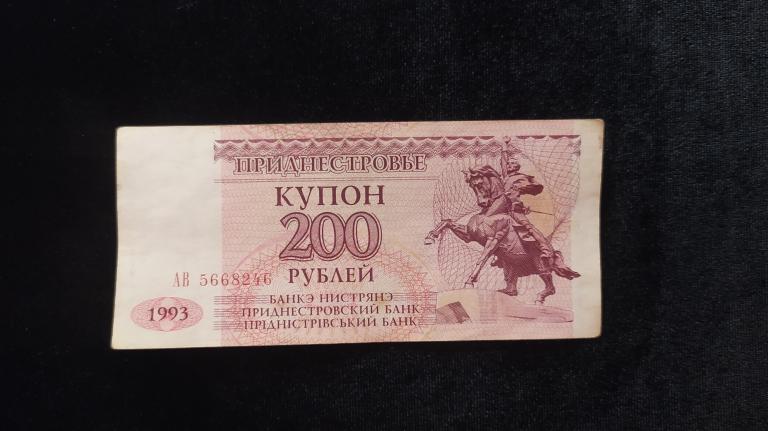 ПРИДНЕСТРОВЬЕ
КУПОН
200
РУБЛЕЙ
АВ 5668246
БАНКЭ НИСТРЯНЭ
ПРИДНЕСТРОВСКИЙ БАНК
ПРІДНІСТРІВСЬКИЙ БАНК
1993